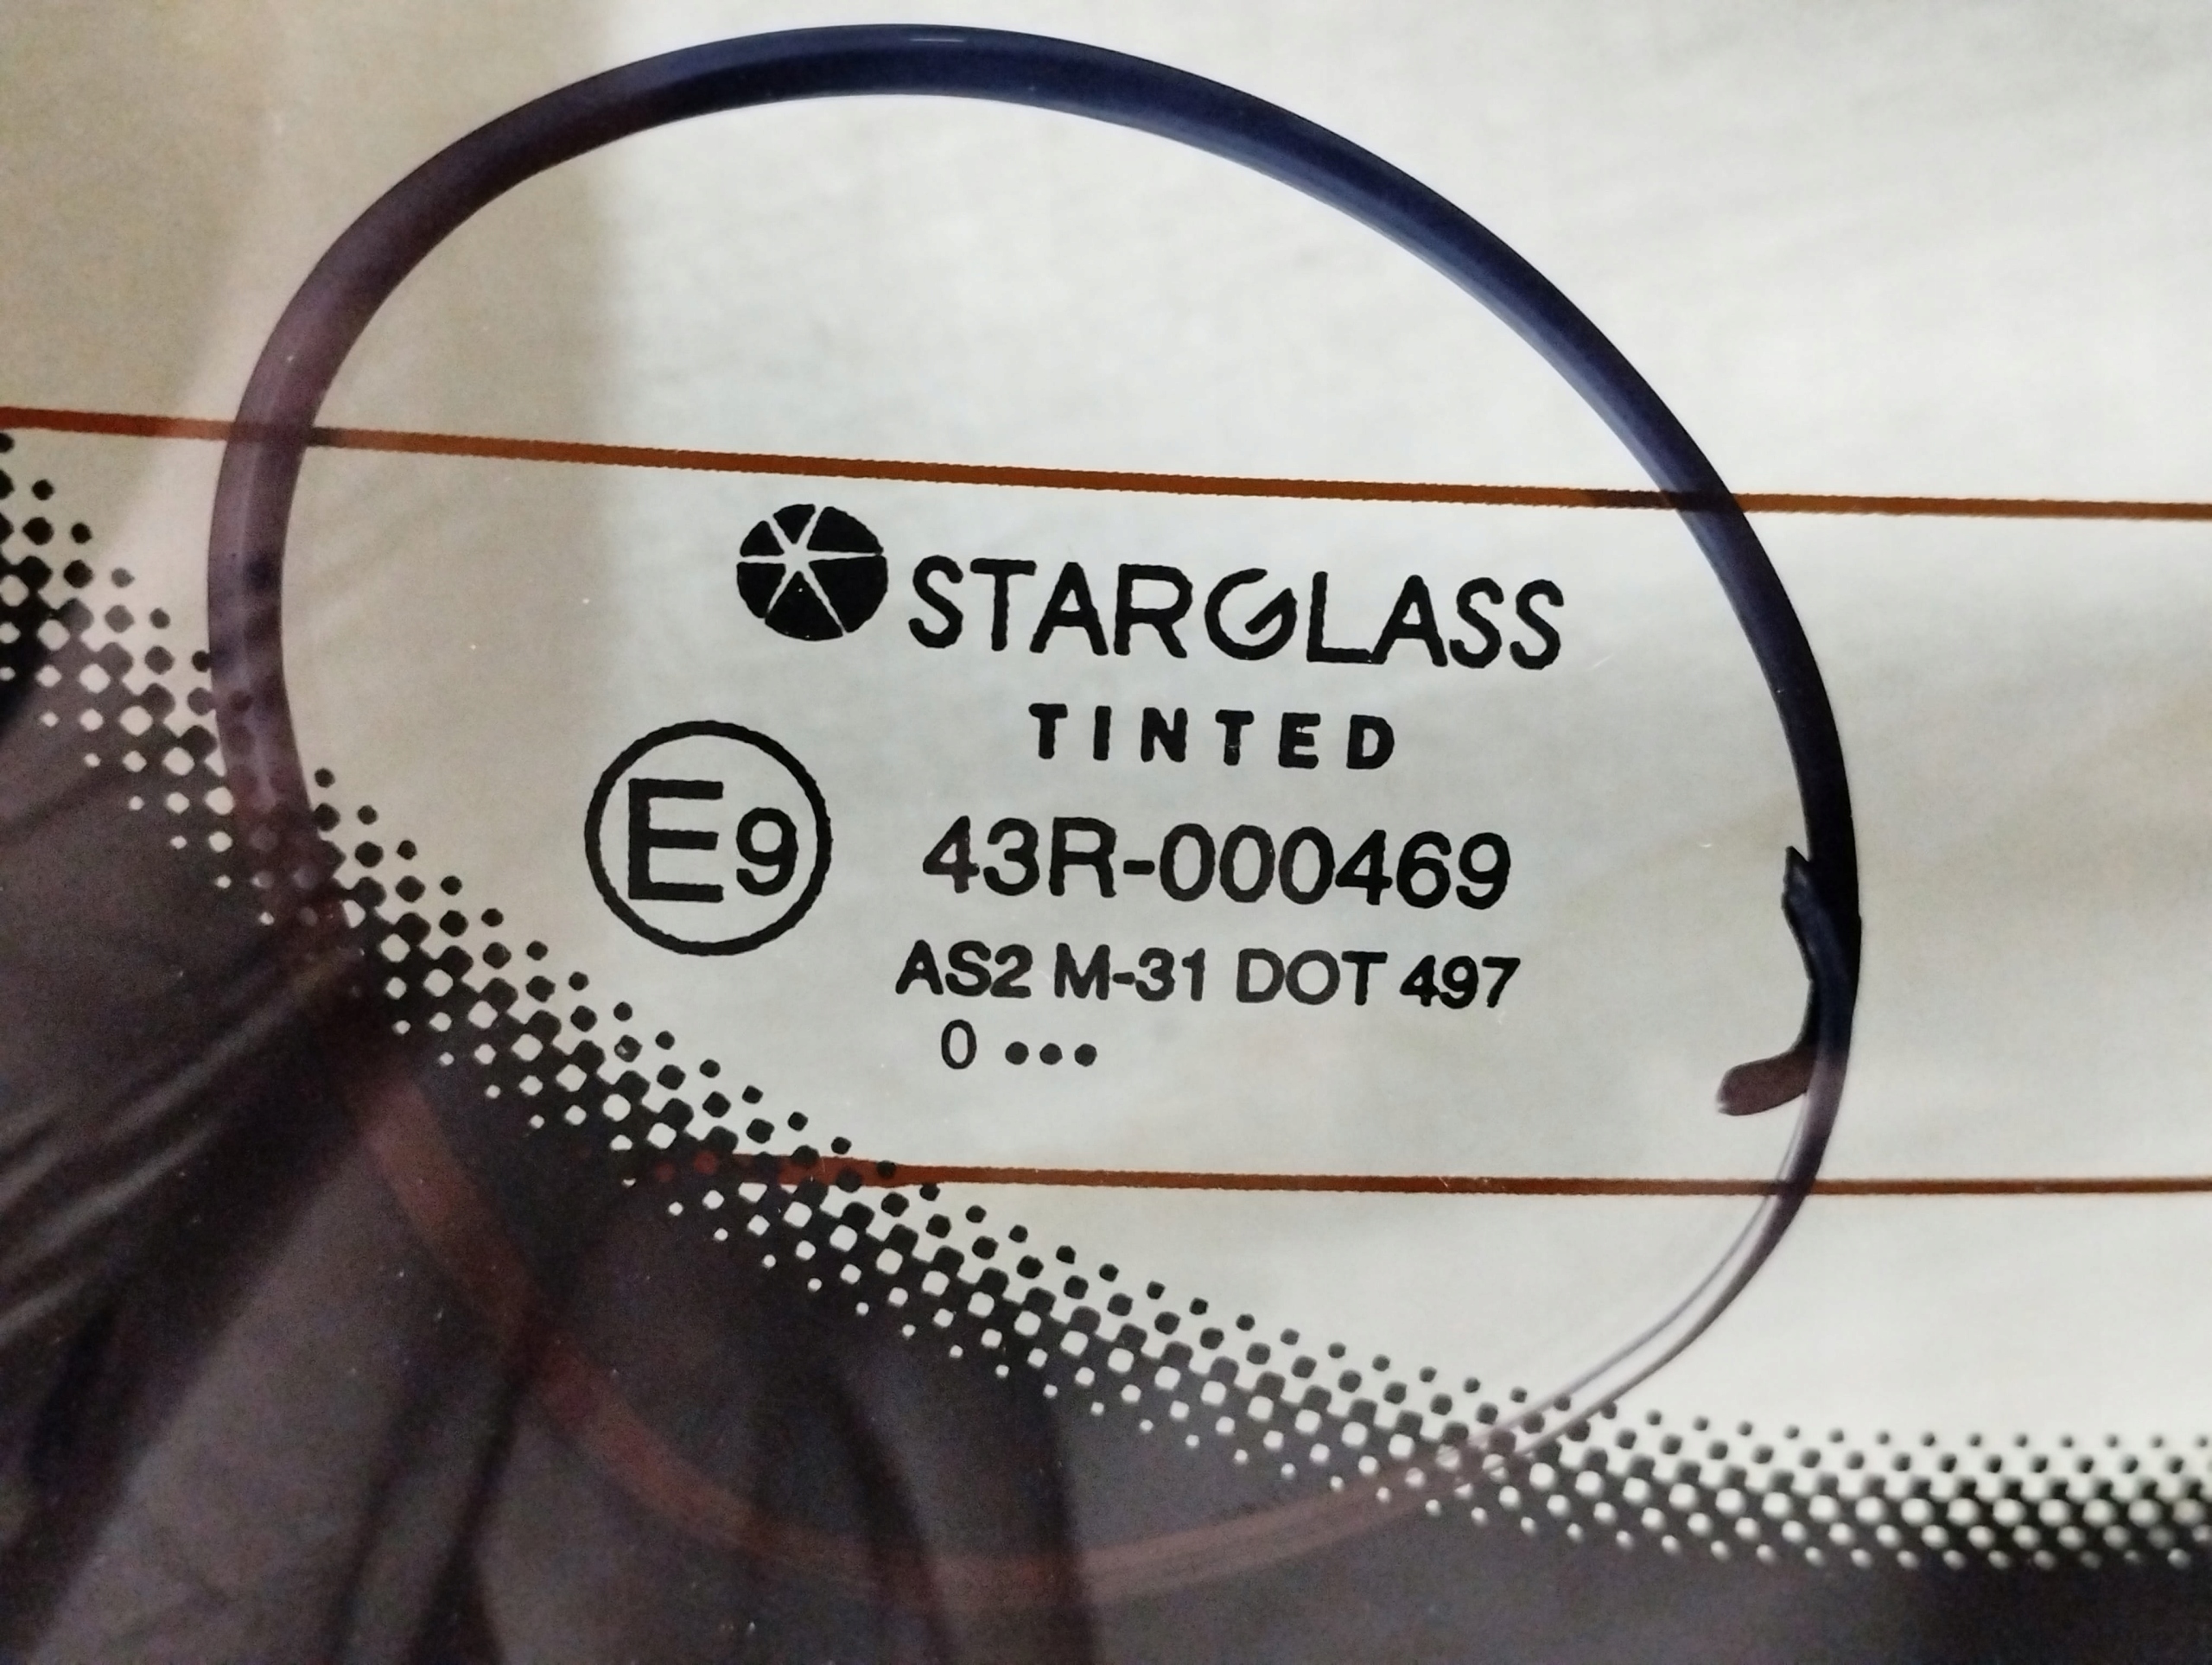 STARGLASS
TINTED
E9 43R-000469
AS2 M-31 DOT 497
0 •••